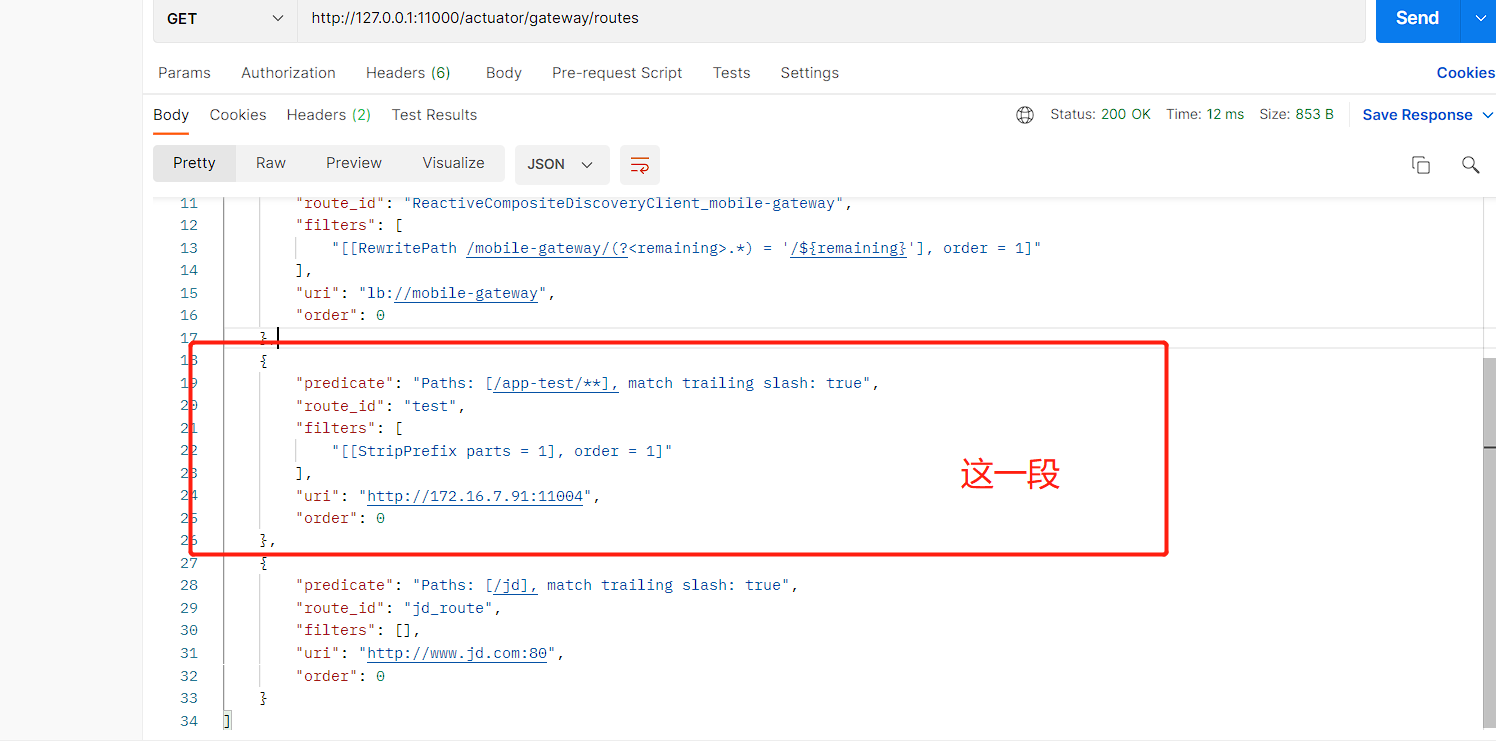 GET http://127.0.0.1:11000/actuator/gateway/routes Send
Params Authorization Headers (6) Body Pre-request Script Tests Settings Cookies
Body Cookies Headers (2) Test Results Status: 200 OK Time: 12 ms Size: 853 B Save Response
Pretty Raw Preview Visualize JSON
11 "route_id": "ReactiveCompositeDiscoveryClient_mobile-gateway",
12 "filters": [
13 "[[RewritePath /mobile-gateway/(?<remaining>.*) = '/${remaining}'], order = 1]"
14 ],
15 "uri": "lb://mobile-gateway",
16 "order": 0
17 },
18 {
19 "predicate": "Paths: [/app-test/**], match trailing slash: true",
20 "route_id": "test",
21 "filters": [
22 "[[StripPrefix parts = 1], order = 1]"
23 ],
24 "uri": "http://172.16.7.91:11004",
25 "order": 0
26 },
这一段
27 {
28 "predicate": "Paths: [/jd], match trailing slash: true",
29 "route_id": "jd_route",
30 "filters": [],
31 "uri": "http://www.jd.com:80",
32 "order": 0
33 }
34 ]